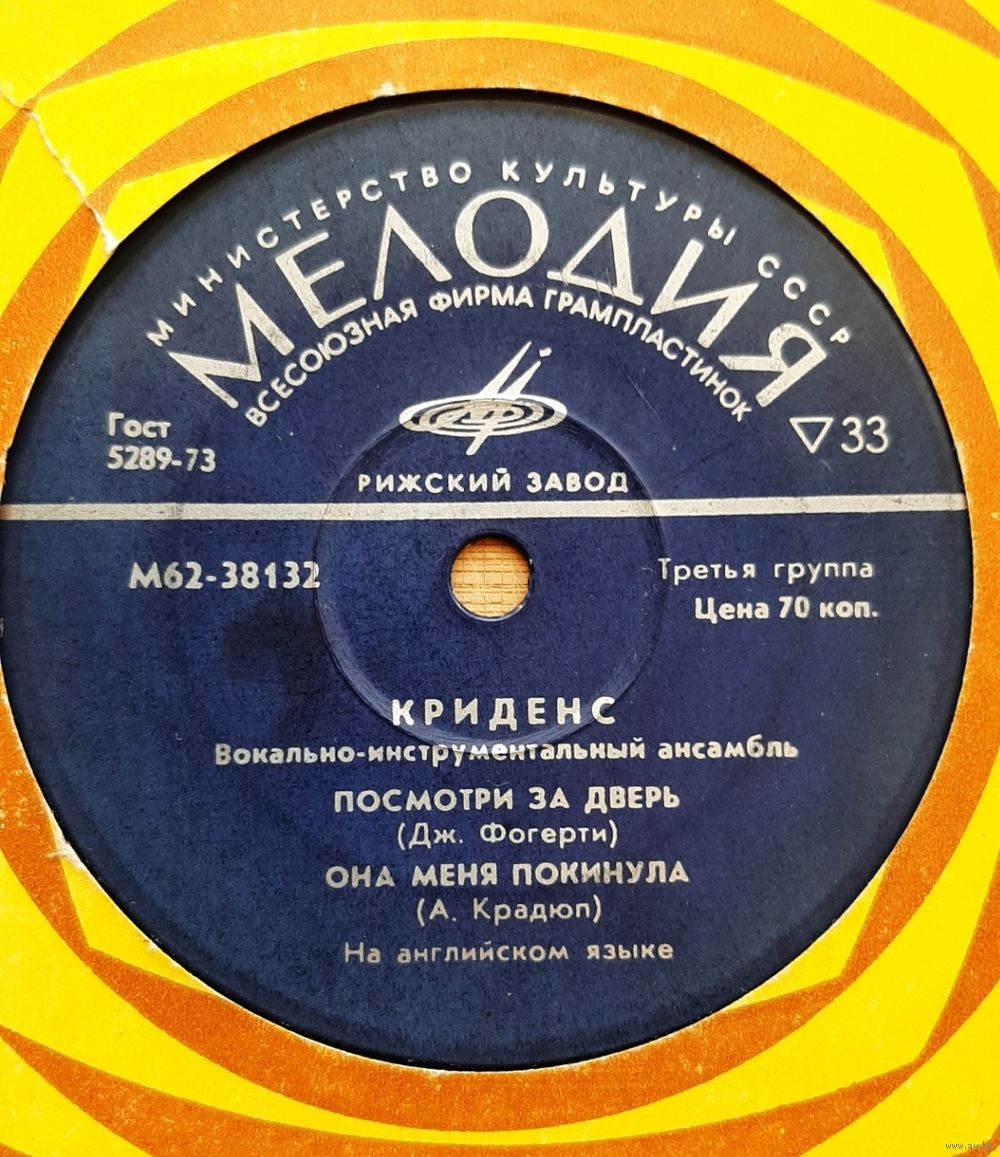 МИНИСТЕРСТВО КУЛЬТУРЫ СССР
МЕЛОДИЯ
ВСЕСОЮЗНАЯ ФИРМА ГРАМПЛАСТИНОК
Гост
5289-73
33
РИЖСКИЙ ЗАВОД
М62-38132
Третья группа
Цена 70 коп.
КРИДЕНС
Вокально-инструментальный ансамбль
ПОСМОТРИ ЗА ДВЕРЬ
(Дж. Фогерти)
ОНА МЕНЯ ПОКИНУЛА
(А. Крадюп)
На английском языке